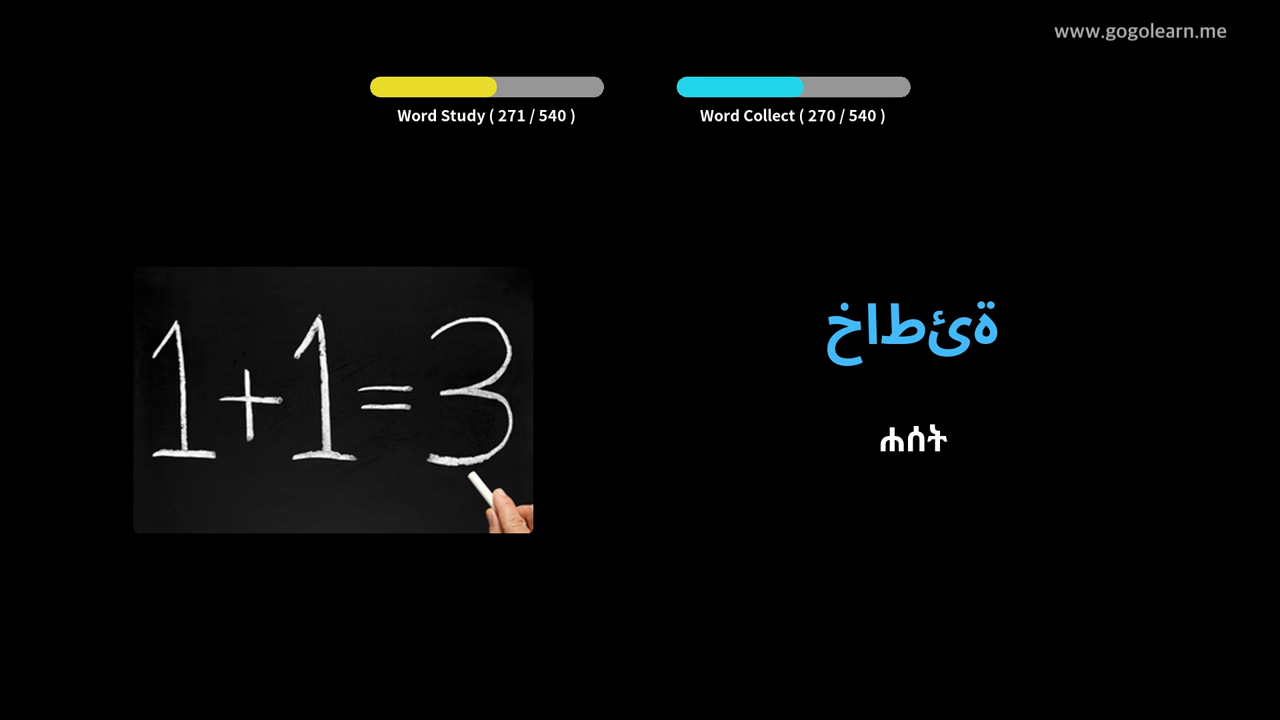 www.gogolearn.me
Word Study ( 271 / 540 )
Word Collect ( 270 / 540 )
1+1=3
خاطئة
ሐሰት